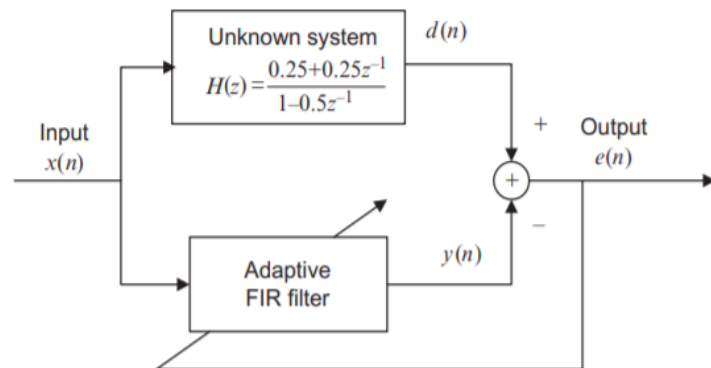 Unknown system
H(z)=0.25+0.25z⁻¹/1–0.5z⁻¹
d(n)
Input
x(n)
+
Output
e(n)
+
–
Adaptive
FIR filter
y(n)